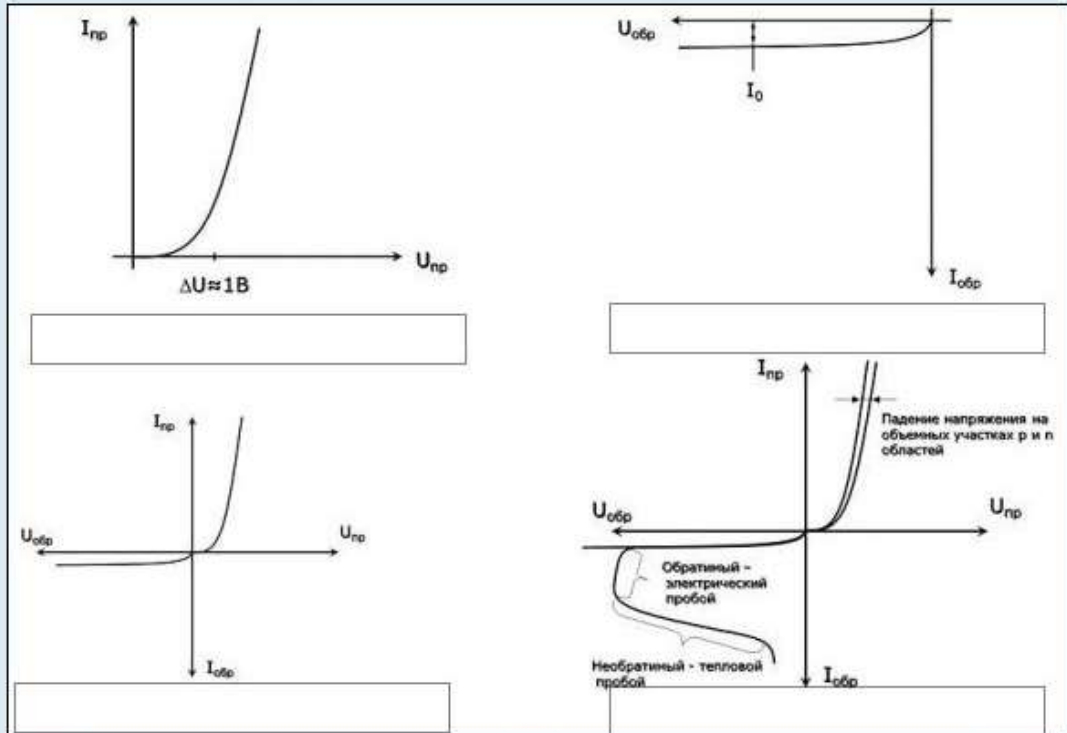 Iпр
Uпр
ΔU≈1В
Uобр
I₀
Iобр
Iпр
Uобр
Uпр
Iобр
Iпр
Падение напряжения на
объемных участках p и n
областей
Uобр
Uпр
Обратимый -
электрический
пробой
Необратимый - тепловой
пробой
Iобр